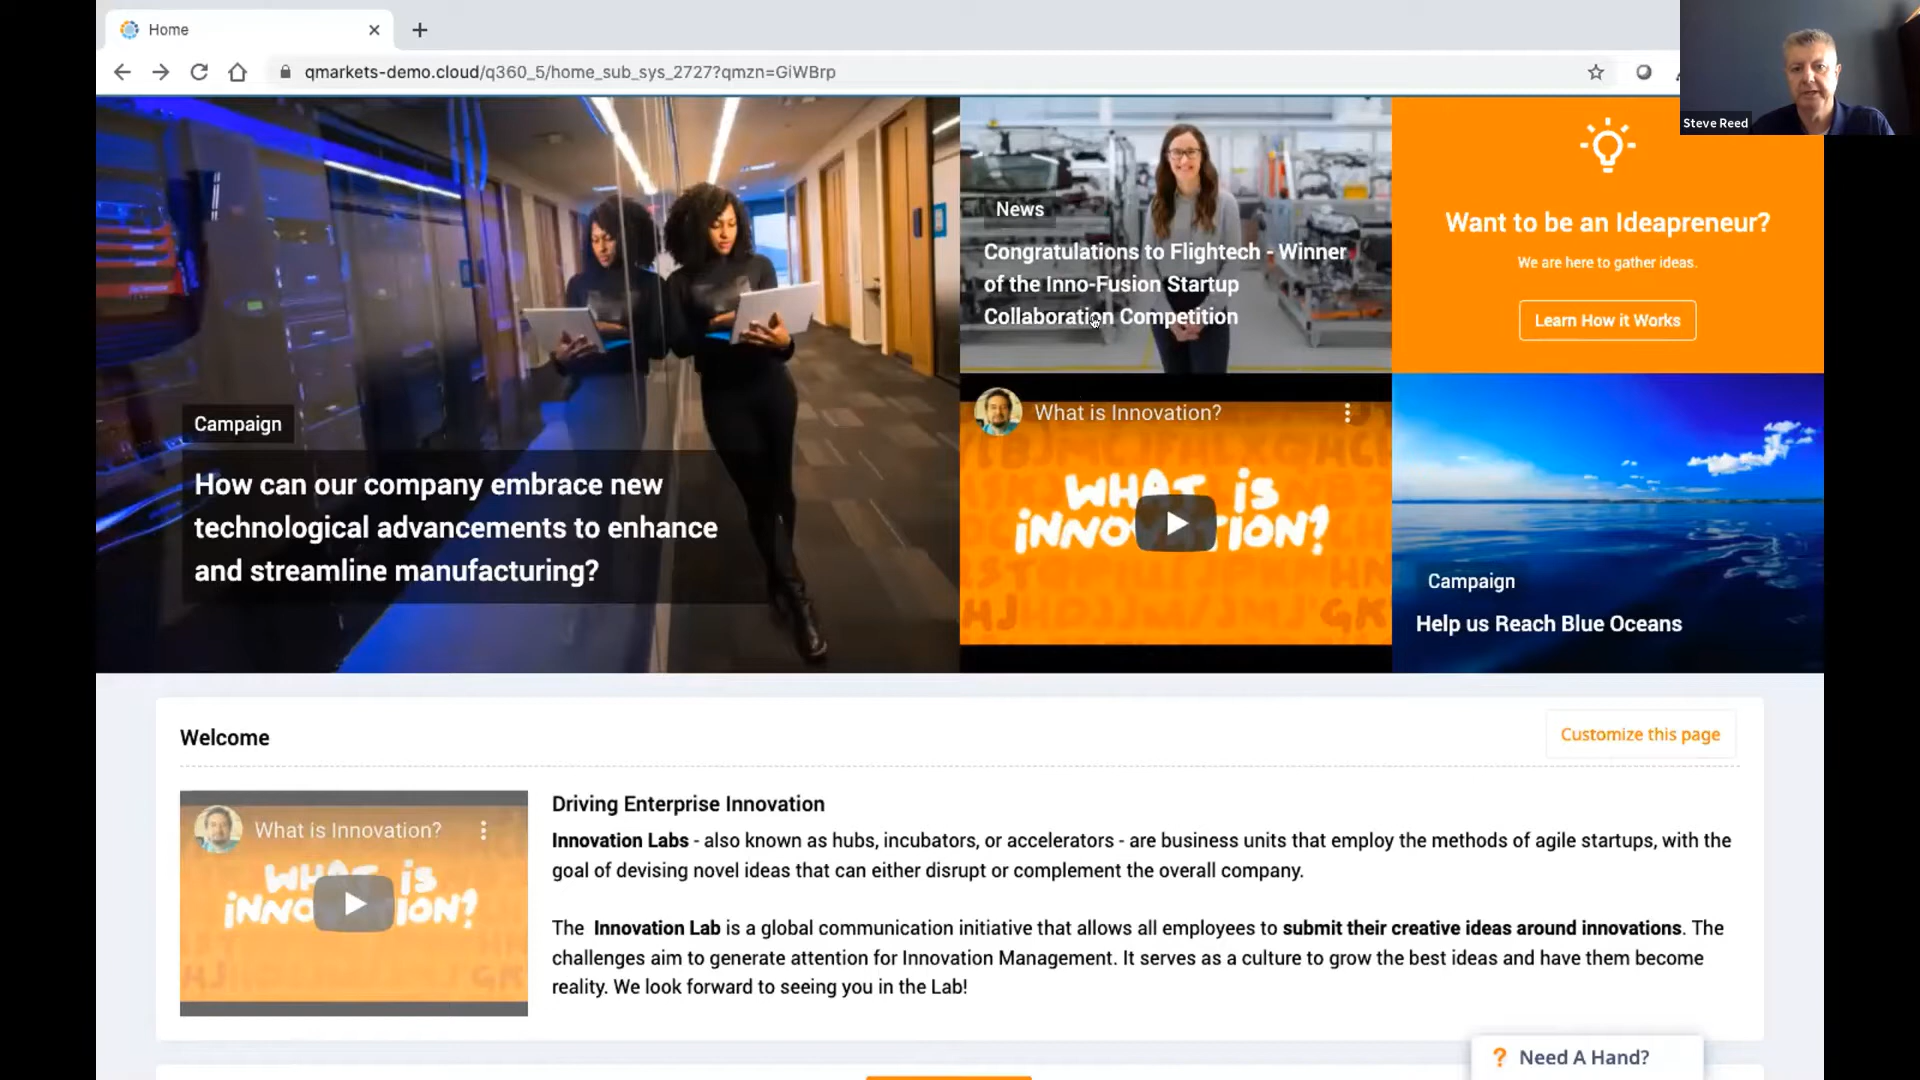 Home
qmarkets-demo.cloud/q360_5/home_sub_sys_2727?qmzn=GiWBrp
Steve Reed
News
Congratulations to Flightech - Winner
of the Inno-Fusion Startup
Collaboration Competition
Want to be an Ideapreneur?
We are here to gather ideas.
Learn How it Works
Campaign
How can our company embrace new
technological advancements to enhance
and streamline manufacturing?
What is Innovation?
WHAT iS
iNNOVATION?
Campaign
Help us Reach Blue Oceans
Welcome
Customize this page
What is Innovation?
WHAT iS
iNNOVATION?
Driving Enterprise Innovation
Innovation Labs - also known as hubs, incubators, or accelerators - are business units that employ the methods of agile startups, with the
goal of devising novel ideas that can either disrupt or complement the overall company.
The Innovation Lab is a global communication initiative that allows all employees to submit their creative ideas around innovations. The
challenges aim to generate attention for Innovation Management. It serves as a culture to grow the best ideas and have them become
reality. We look forward to seeing you in the Lab!
? Need A Hand?